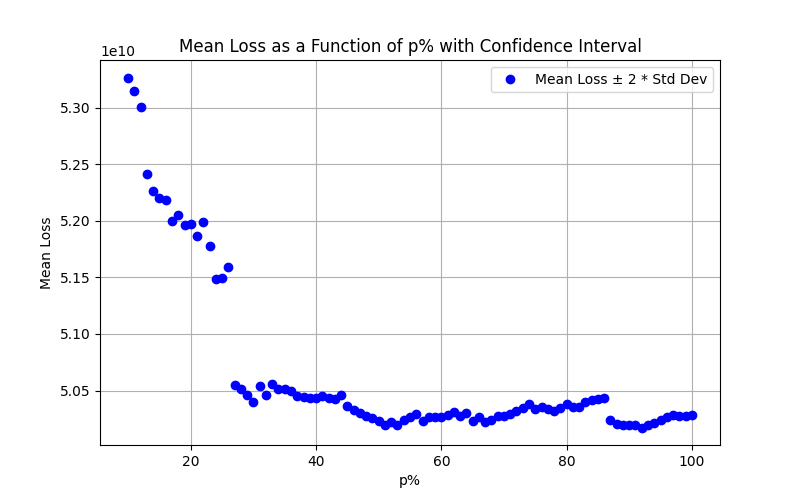 Mean Loss as a Function of p% with Confidence Interval
1e10
Mean Loss ± 2 * Std Dev
5.30
5.25
5.20
5.15
5.10
5.05
Mean Loss
20 40 60 80 100
p%